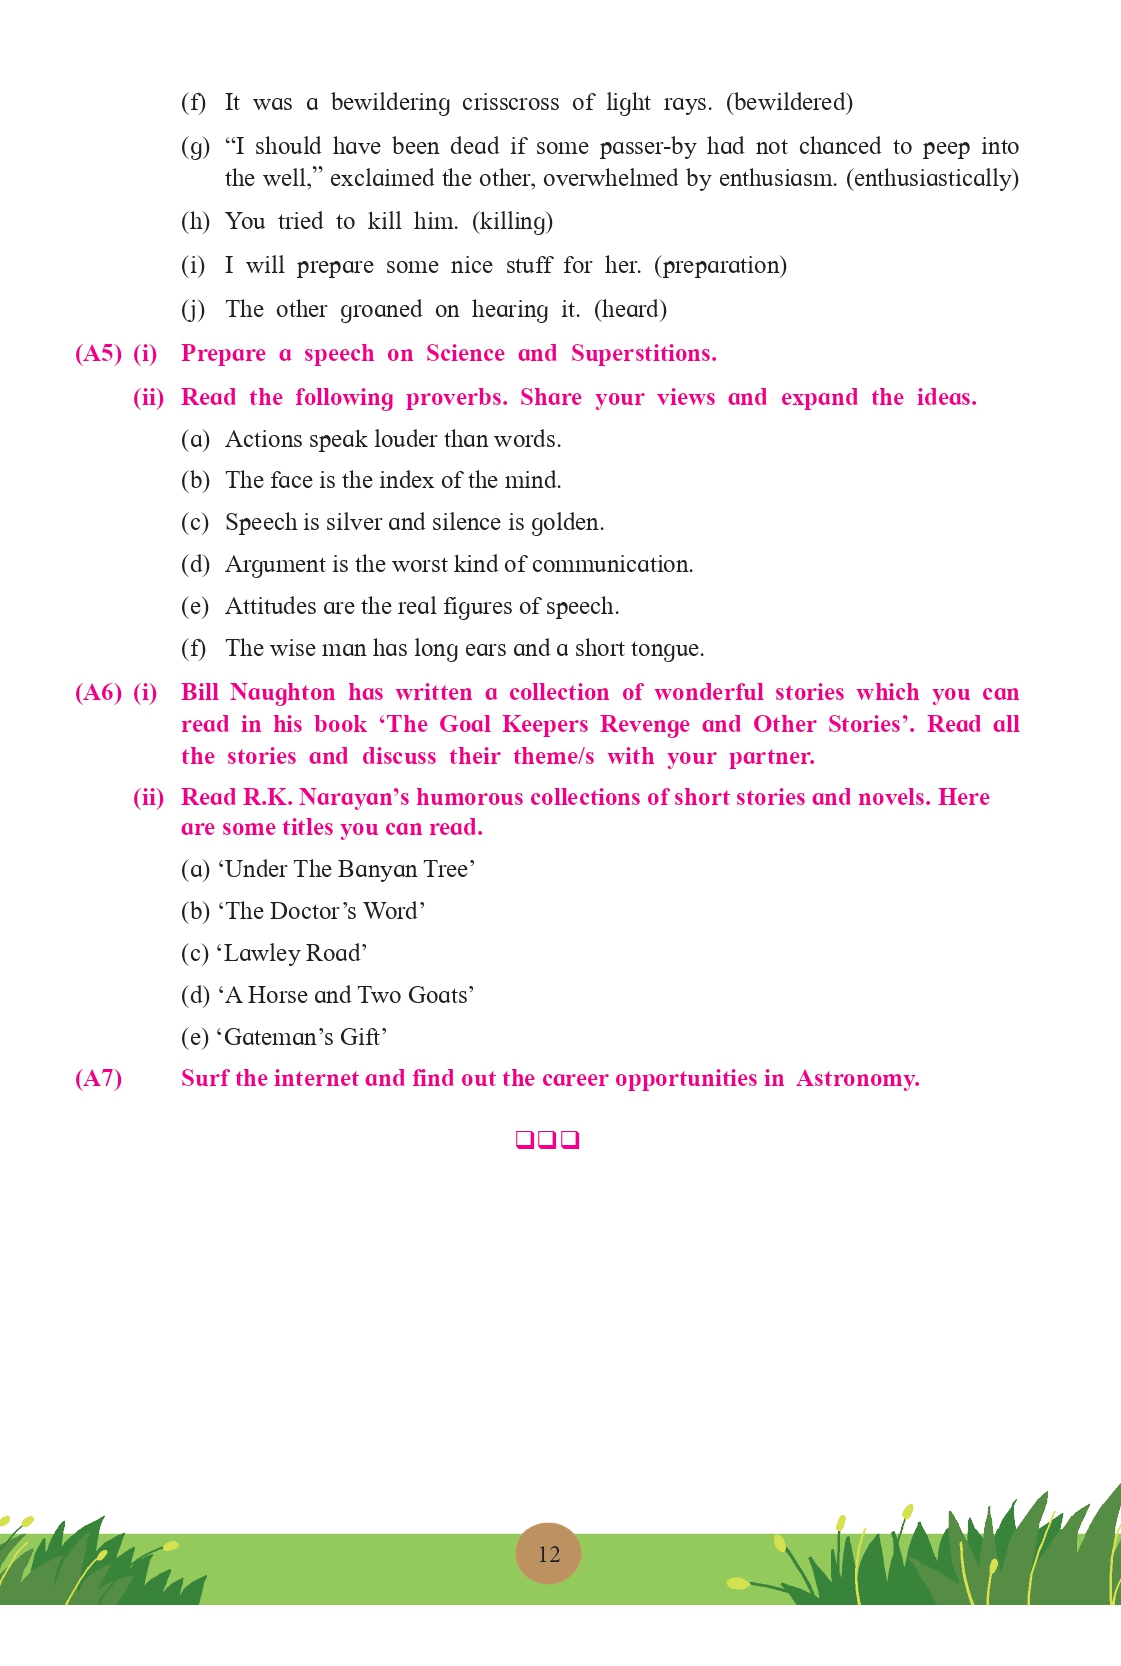 (f) It was a bewildering crisscross of light rays. (bewildered)
(g) “I should have been dead if some passer-by had not chanced to peep into
the well,” exclaimed the other, overwhelmed by enthusiasm. (enthusiastically)
(h) You tried to kill him. (killing)
(i) I will prepare some nice stuff for her. (preparation)
(j) The other groaned on hearing it. (heard)
(A5) (i) Prepare a speech on Science and Superstitions.
(ii) Read the following proverbs. Share your views and expand the ideas.
(a) Actions speak louder than words.
(b) The face is the index of the mind.
(c) Speech is silver and silence is golden.
(d) Argument is the worst kind of communication.
(e) Attitudes are the real figures of speech.
(f) The wise man has long ears and a short tongue.
(A6) (i) Bill Naughton has written a collection of wonderful stories which you can
read in his book ‘The Goal Keepers Revenge and Other Stories’. Read all
the stories and discuss their theme/s with your partner.
(ii) Read R.K. Narayan’s humorous collections of short stories and novels. Here
are some titles you can read.
(a) ‘Under The Banyan Tree’
(b) ‘The Doctor’s Word’
(c) ‘Lawley Road’
(d) ‘A Horse and Two Goats’
(e) ‘Gateman’s Gift’
(A7) Surf the internet and find out the career opportunities in Astronomy.
❑❑❑
12